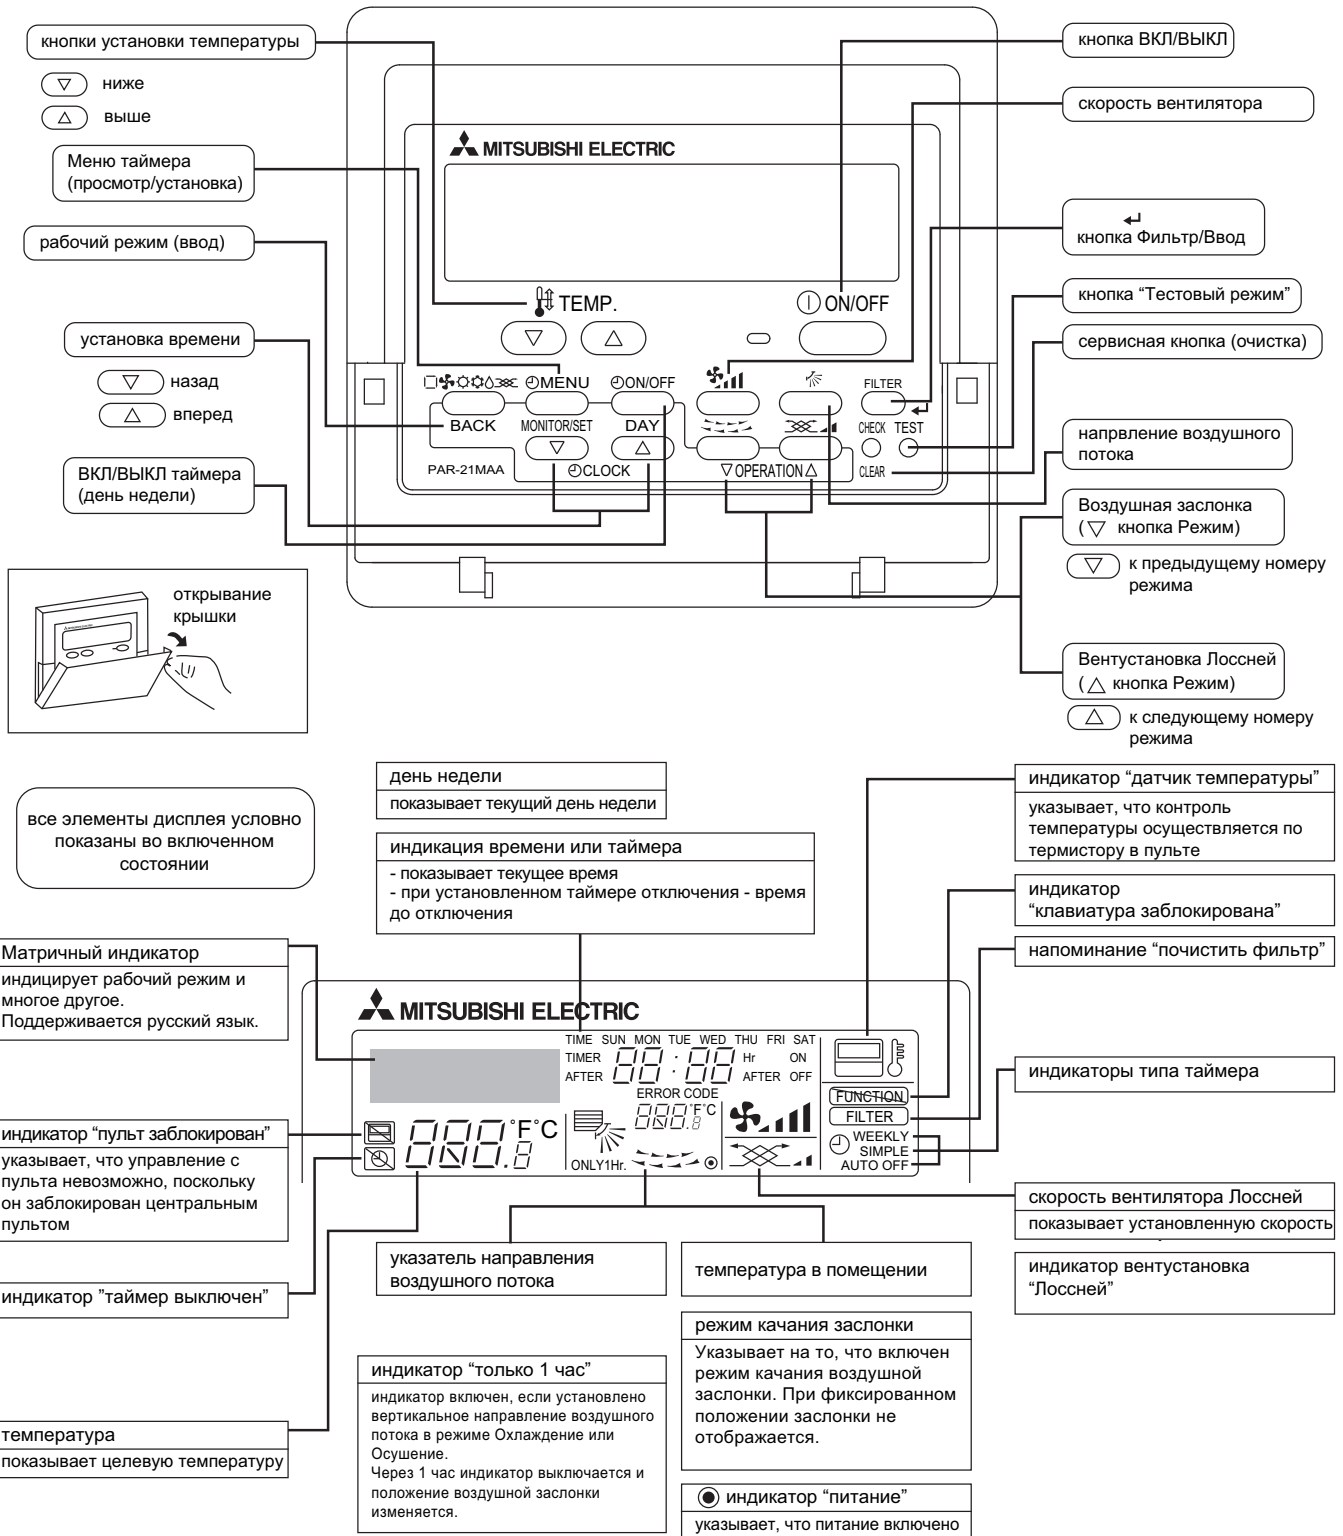 кнопки установки температуры
ниже
выше
Меню таймера
(просмотр/установка)
рабочий режим (ввод)
установка времени
назад
вперед
ВКЛ/ВЫКЛ таймера
(день недели)
открывание
крышки
MITSUBISHI ELECTRIC
TEMP.
ON/OFF
MENU
ON/OFF
FILTER
BACK
MONITOR/SET
DAY
CHECK
TEST
PAR-21MAA
CLOCK
▽OPERATION△
CLEAR
кнопка ВКЛ/ВЫКЛ
скорость вентилятора
↵
кнопка Фильтр/Ввод
кнопка “Тестовый режим”
сервисная кнопка (очистка)
напрвление воздушного
потока
Воздушная заслонка
(▽ кнопка Режим)
к предыдущему номеру
режима
Вентустановка Лоссней
(△ кнопка Режим)
к следующему номеру
режима
все элементы дисплея условно
показаны во включенном
состоянии
день недели
показывает текущий день недели
индикация времени или таймера
- показывает текущее время
- при установленном таймере отключения - время
до отключения
индикатор “датчик температуры”
указывает, что контроль
температуры осуществляется по
термистору в пульте
индикатор
“клавиатура заблокирована”
напоминание “почистить фильтр”
индикаторы типа таймера
скорость вентилятора Лоссней
показывает установленную скорость
индикатор вентустановка
“Лоссней”
Матричный индикатор
индицирует рабочий режим и
многое другое.
Поддерживается русский язык.
индикатор “пульт заблокирован”
указывает, что управление с
пульта невозможно, поскольку
он заблокирован центральным
пультом
индикатор ”таймер выключен”
температура
показывает целевую температуру
MITSUBISHI ELECTRIC
TIME SUN MON TUE WED THU FRI SAT
TIMER 88:88 Hr ON
AFTER AFTER OFF
ERROR CODE
888.8 °F°C
888.8 °F°C
ONLY1Hr.
FUNCTION
FILTER
WEEKLY
SIMPLE
AUTO OFF
указатель направления
воздушного потока
температура в помещении
индикатор “только 1 час”
индикатор включен, если установлено
вертикальное направление воздушного
потока в режиме Охлаждение или
Осушение.
Через 1 час индикатор выключается и
положение воздушной заслонки
изменяется.
режим качания заслонки
Указывает на то, что включен
режим качания воздушной
заслонки. При фиксированном
положении заслонки не
отображается.
индикатор “питание”
указывает, что питание включено